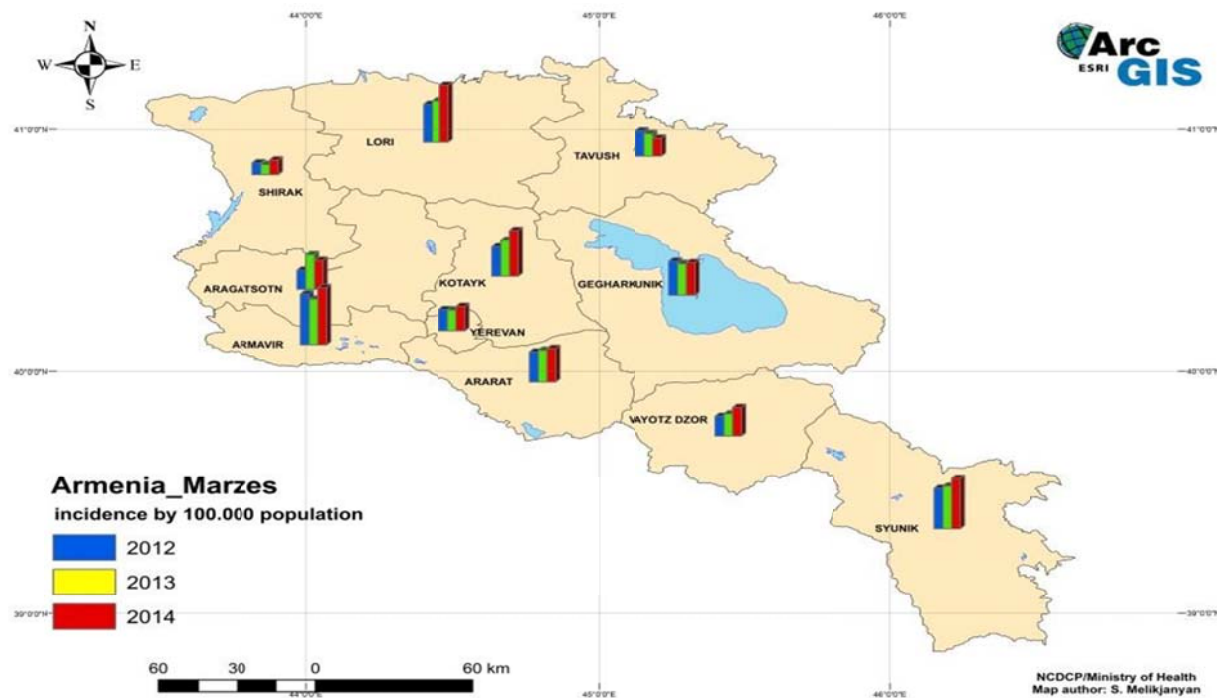 44°0'0"E 45°0'0"E 46°0'0"E
N
W E
S
Arc
ESRI GIS
41°0'0"N 41°0'0"N
LORI
TAVUSH
SHIRAK
KOTAYK
GEGHARKUNIK
ARAGATSOTN
YEREVAN
ARMAVIR
40°0'0"N 40°0'0"N
ARARAT
VAYOTZ DZOR
Armenia_Marzes
incidence by 100.000 population
SYUNIK
2012
2013
2014
39°0'0"N 39°0'0"N
60 30 0 60 km
44°0'0"E 45°0'0"E 46°0'0"E
NCDCP/Ministry of Health
Map author: S. Melikjanyan